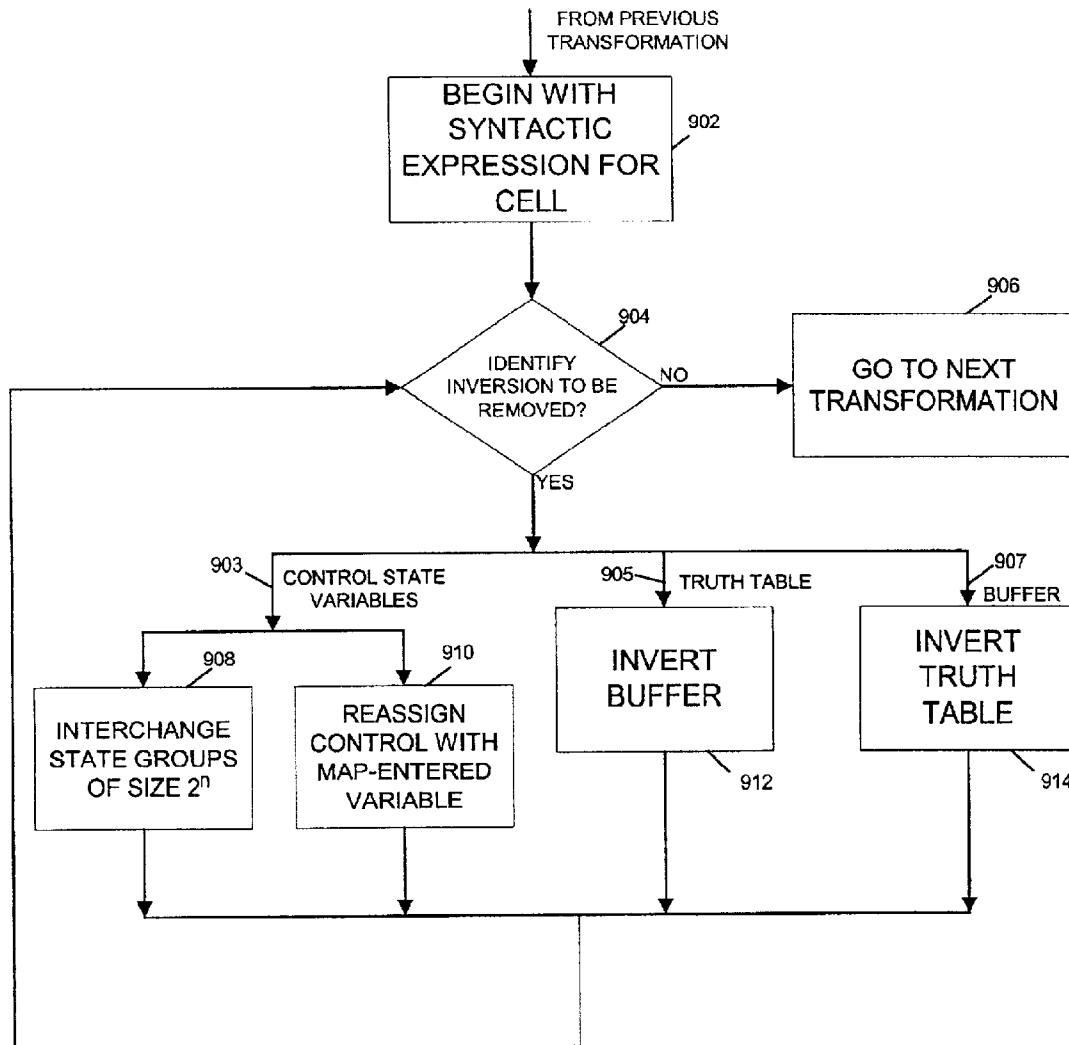 FROM PREVIOUS
TRANSFORMATION
BEGIN WITH
SYNTACTIC
EXPRESSION FOR
CELL
902
904
IDENTIFY
INVERSION TO BE
REMOVED?
NO
906
GO TO NEXT
TRANSFORMATION
YES
903
CONTROL STATE
VARIABLES
905
TRUTH TABLE
907
BUFFER
908
INTERCHANGE
STATE GROUPS
OF SIZE 2ⁿ
910
REASSIGN
CONTROL WITH
MAP-ENTERED
VARIABLE
INVERT
BUFFER
912
INVERT
TRUTH
TABLE
914